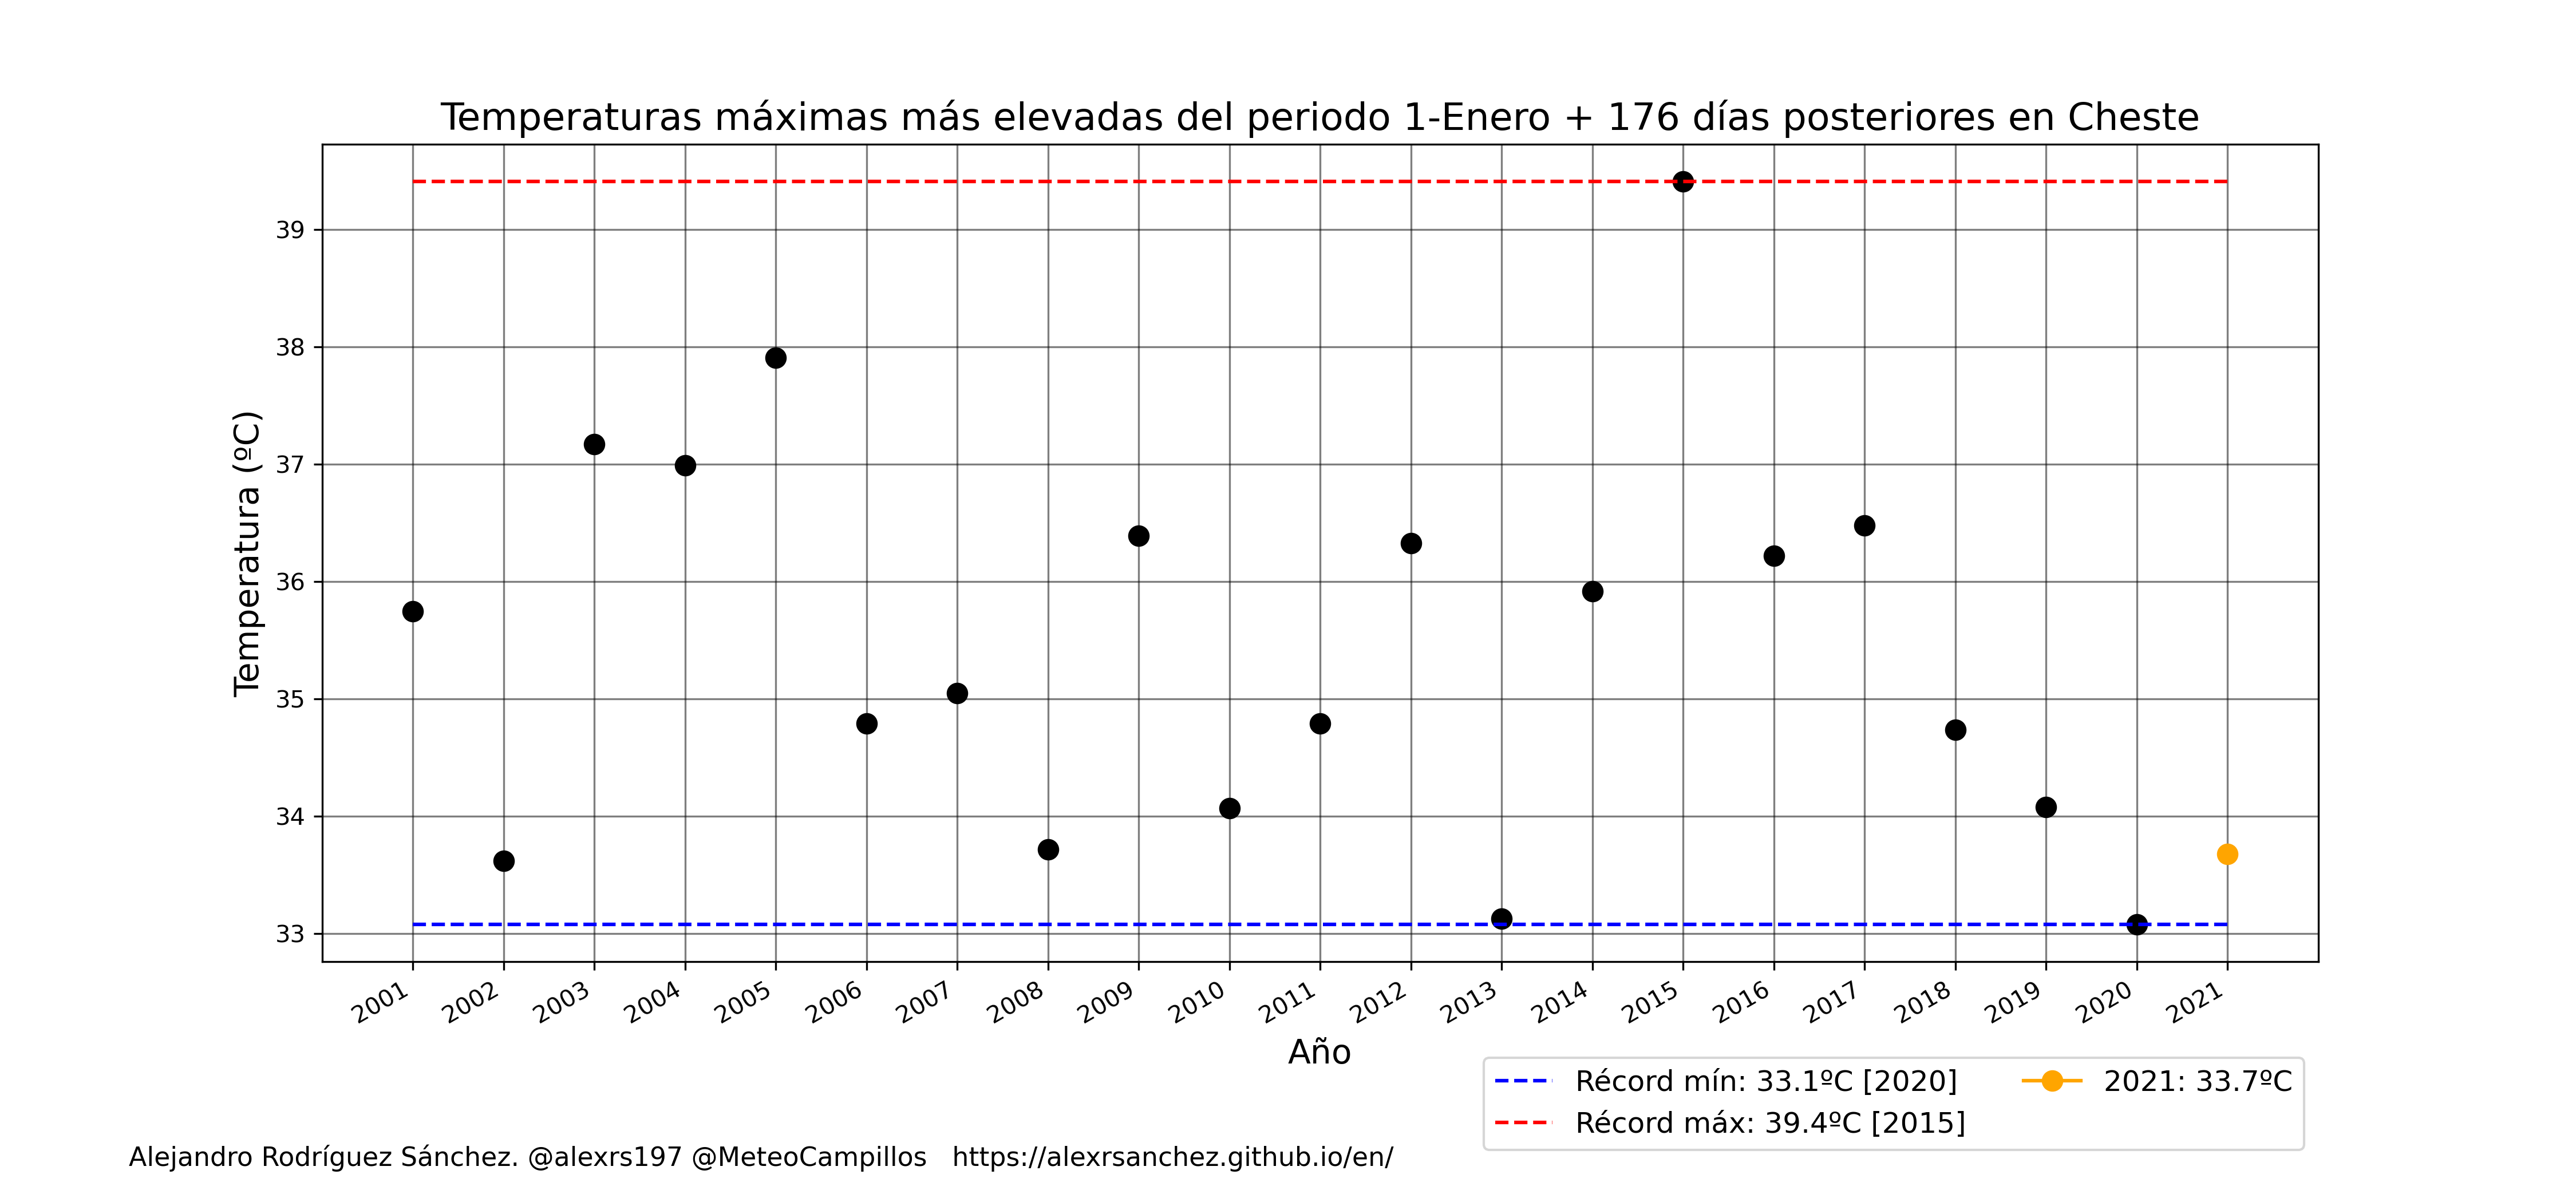 Temperaturas máximas más elevadas del periodo 1-Enero + 176 días posteriores en Cheste
Temperatura (ºC)
39
38
37
36
35
34
33
2001 2002 2003 2004 2005 2006 2007 2008 2009 2010 2011 2012 2013 2014 2015 2016 2017 2018 2019 2020 2021
Año
Récord mín: 33.1ºC [2020]
Récord máx: 39.4ºC [2015]
2021: 33.7ºC
Alejandro Rodríguez Sánchez. @alexrs197 @MeteoCampillos https://alexrsanchez.github.io/en/